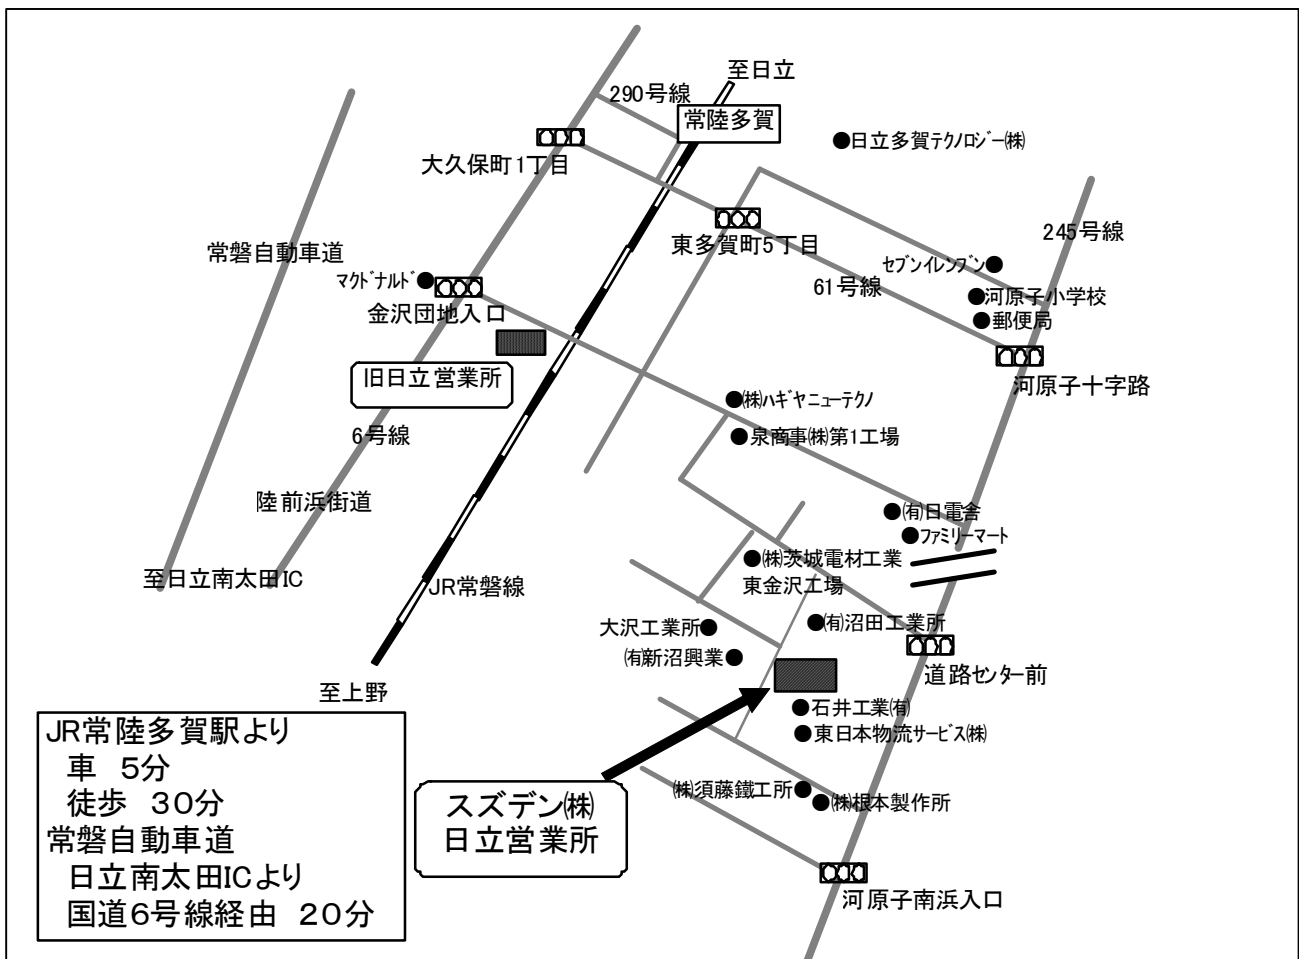 至日立
290号線
常陸多賀
●日立多賀テクノロジー㈱
大久保町1丁目
東多賀町5丁目
245号線
常磐自動車道
セブンイレブン●
マクドナルド●
61号線
●河原子小学校
金沢団地入口
●郵便局
旧日立営業所
河原子十字路
●㈱ハギヤニューテクノ
6号線
●泉商事㈱第1工場
陸前浜街道
●㈲日電舎
●ファミリーマート
●㈱茨城電材工業
東金沢工場
至日立南太田IC
JR常磐線
大沢工業所●
●㈲沼田工業所
㈲新沼興業●
道路センター前
至上野
●石井工業㈲
●東日本物流サービス㈱
JR常陸多賀駅より
車 5分
徒歩 30分
常磐自動車道
日立南太田ICより
国道6号線経由 20分
スズデン㈱
日立営業所
㈱須藤鐵工所●
●㈱根本製作所
河原子南浜入口